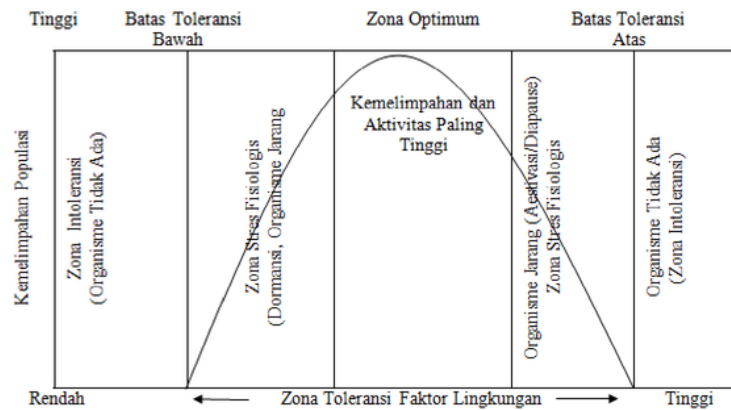 Tinggi
Batas Toleransi
Bawah
Zona Optimum
Batas Toleransi
Atas
Kemelimpahan Populasi
Zona Intoleransi
(Organisme Tidak Ada)
Zona Stres Fisiologis
(Dormansi, Organisme Jarang
Kemelimpahan dan
Aktivitas Paling
Tinggi
Organisme Jarang (Aestivasi/Diapause)
Zona Stres Fisiologis
Organisme Tidak Ada
(Zona Intoleransi)
Rendah
Zona Toleransi Faktor Lingkungan
Tinggi